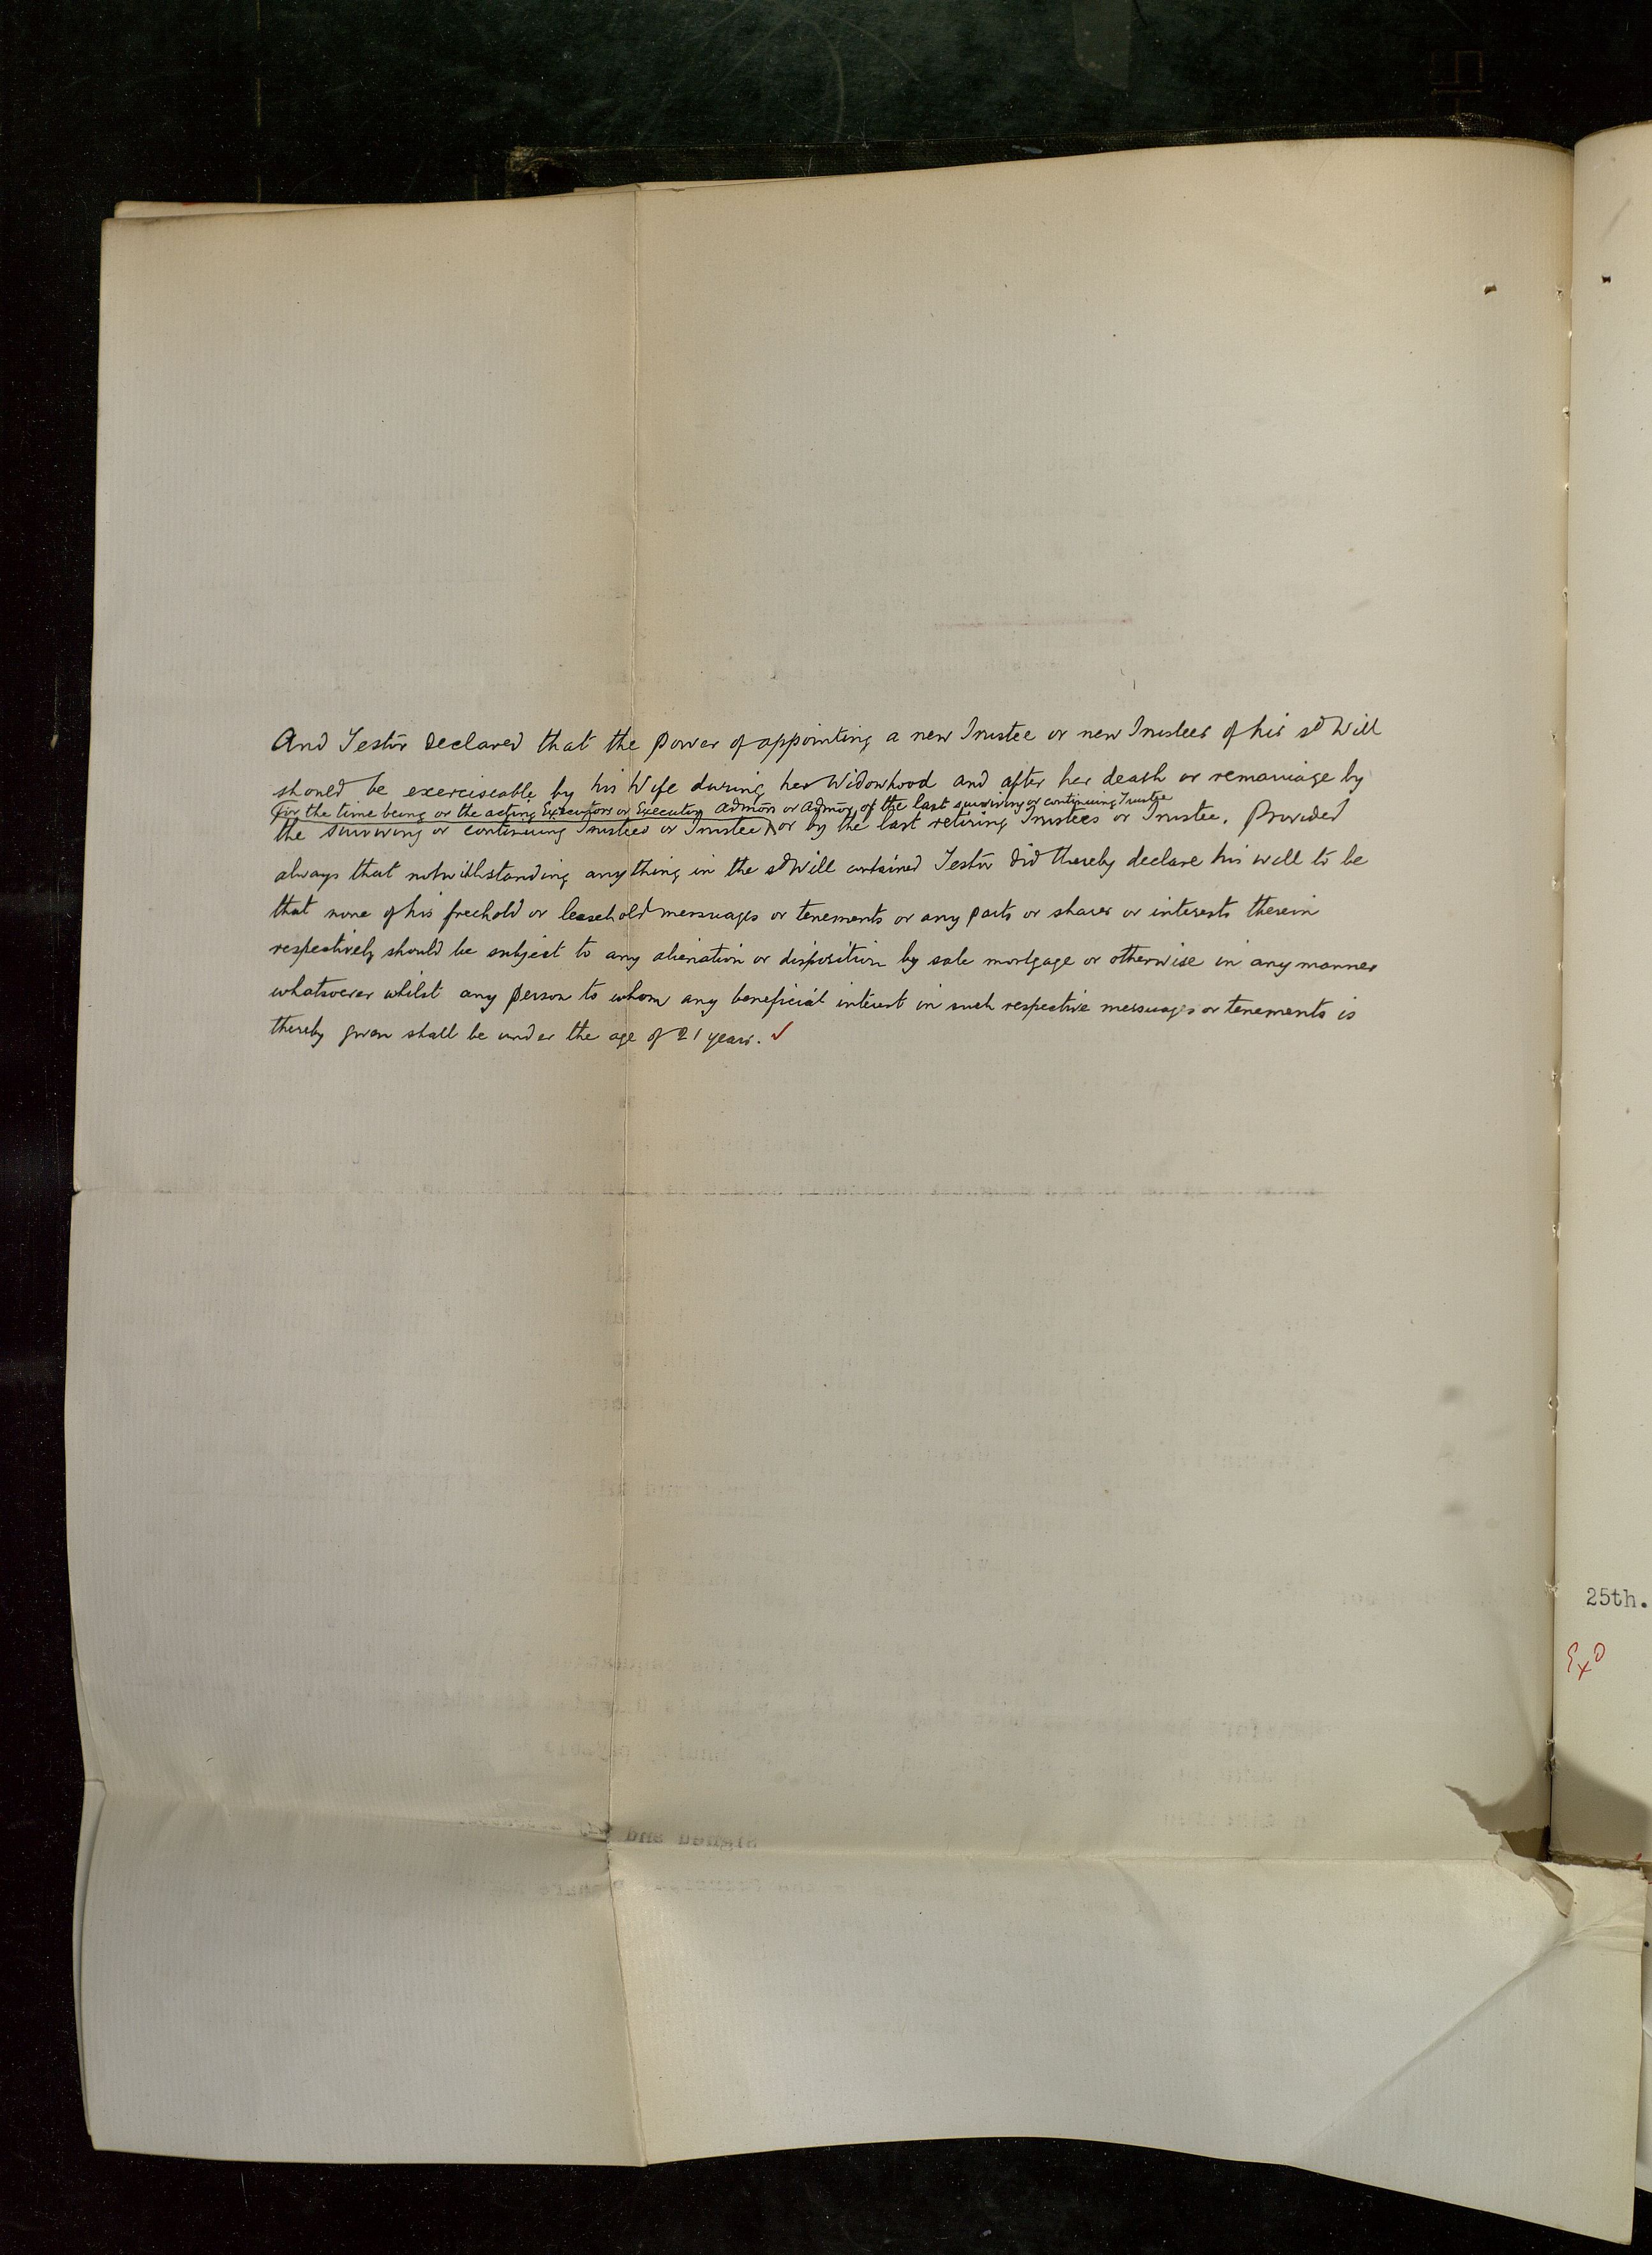 And Testor declared that the power of appointing a new Trustee or new Trustees of his sd Will
should be exerciseable by his Wife during her Widowhood and after her death or remarriage by
for the time being or the acting Executors or Executor admors or admor of the last surviving or continuing Trustee
the surviving or continuing Trustees or Trustee or by the last retiring Trustees or Trustee. Provided
always that notwithstanding anything in the sd Will contained Testor did thereby declare his will to be
that none of his freehold or leasehold messuages or tenements or any parts or shares or interests therein
respectively should be subject to any alienation or disposition by sale mortgage or otherwise in any manner
whatsoever whilst any person to whom any beneficial interest in such respective messuages or tenements is
thereby given shall be under the age of 21 years. ✓
25th.